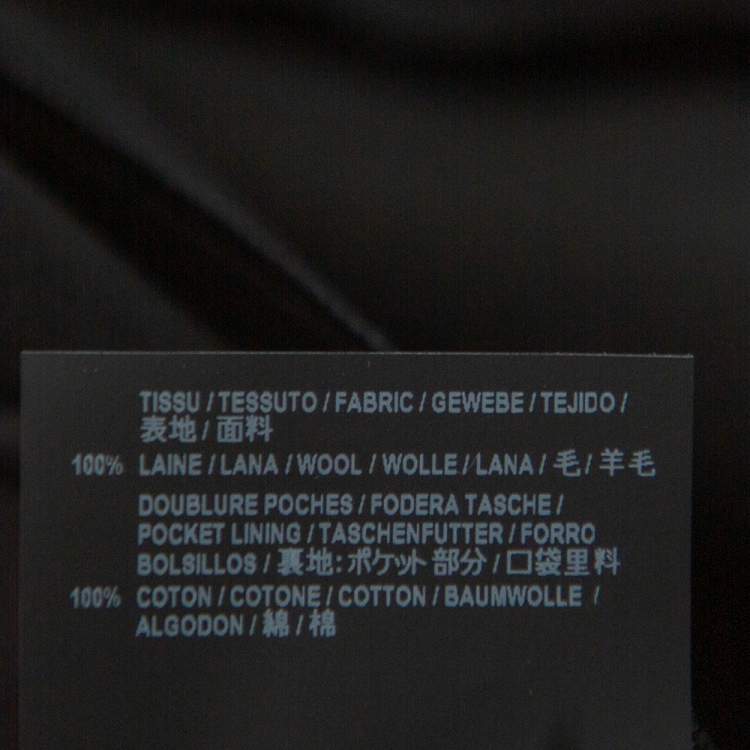 TISSU / TESSUTO / FABRIC / GEWEBE / TEJIDO /
表地 / 面料
100% LAINE / LANA / WOOL / WOLLE / LANA / 毛 / 羊毛
DOUBLURE POCHES / FODERA TASCHE /
POCKET LINING / TASCHENFUTTER / FORRO
BOLSILLOS / 裏地:ポケット部分 / 口袋里料
100% COTON / COTONE / COTTON / BAUMWOLLE /
ALGODON / 綿 / 棉